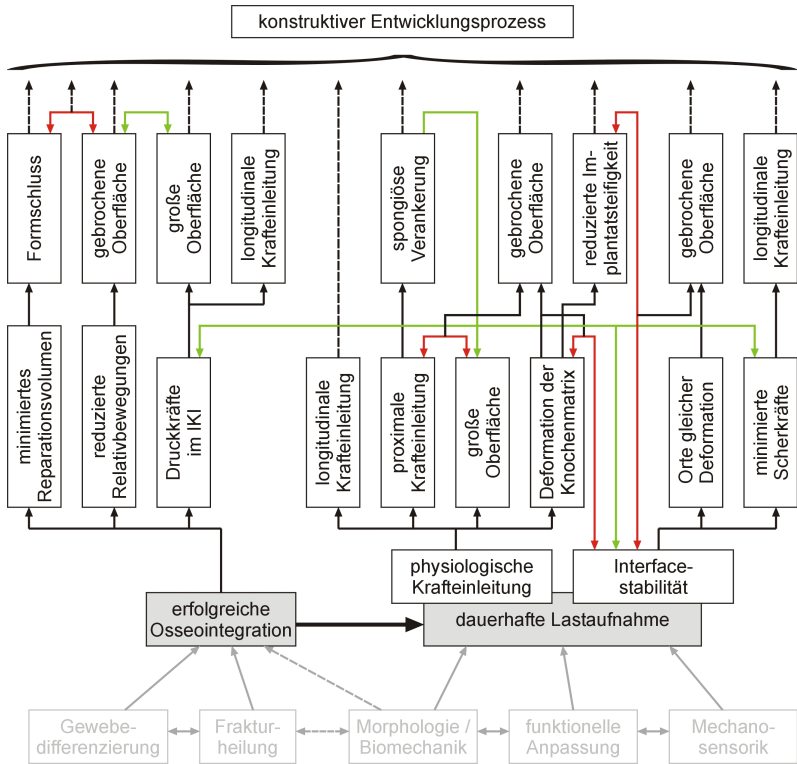 konstruktiver Entwicklungsprozess
Formschluss
gebrochene
Oberfläche
große
Oberfläche
longitudinale
Krafteinleitung
spongiöse
Verankerung
gebrochene
Oberfläche
reduzierte Im-
plantatsteifigkeit
gebrochene
Oberfläche
longitudinale
Krafteinleitung
minimiertes
Reparationsvolumen
reduzierte
Relativbewegungen
Druckkräfte
im IKI
longitudinale
Krafteinleitung
proximale
Krafteinleitung
große
Oberfläche
Deformation der
Knochenmatrix
Orte gleicher
Deformation
minimierte
Scherkräfte
physiologische
Krafteinleitung
Interface-
stabilität
erfolgreiche
Osseointegration
dauerhafte Lastaufnahme
Gewebe-
differenzierung
Fraktur-
heilung
Morphologie /
Biomechanik
funktionelle
Anpassung
Mechano-
sensorik